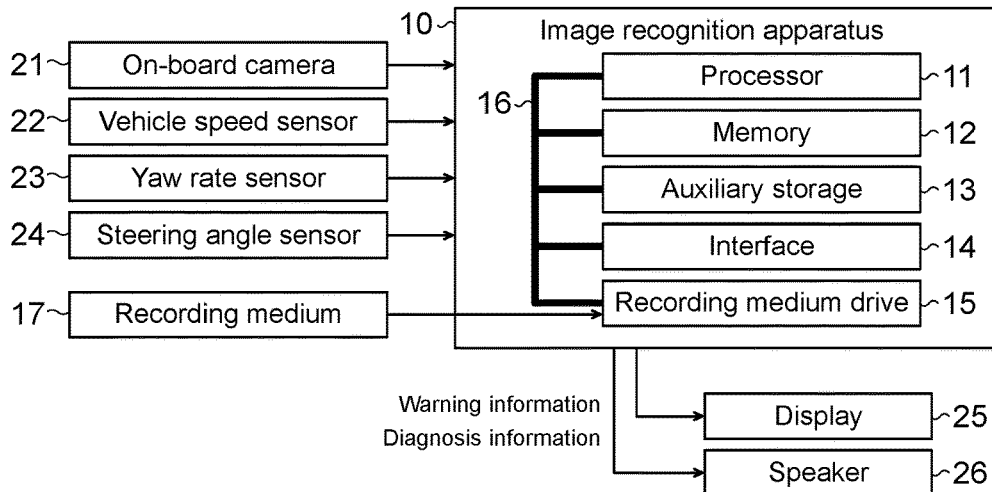 10
Image recognition apparatus
21 On-board camera
16
Processor 11
22 Vehicle speed sensor
Memory 12
23 Yaw rate sensor
Auxiliary storage 13
24 Steering angle sensor
Interface 14
17 Recording medium
Recording medium drive 15
Warning information
Diagnosis information
Display 25
Speaker 26